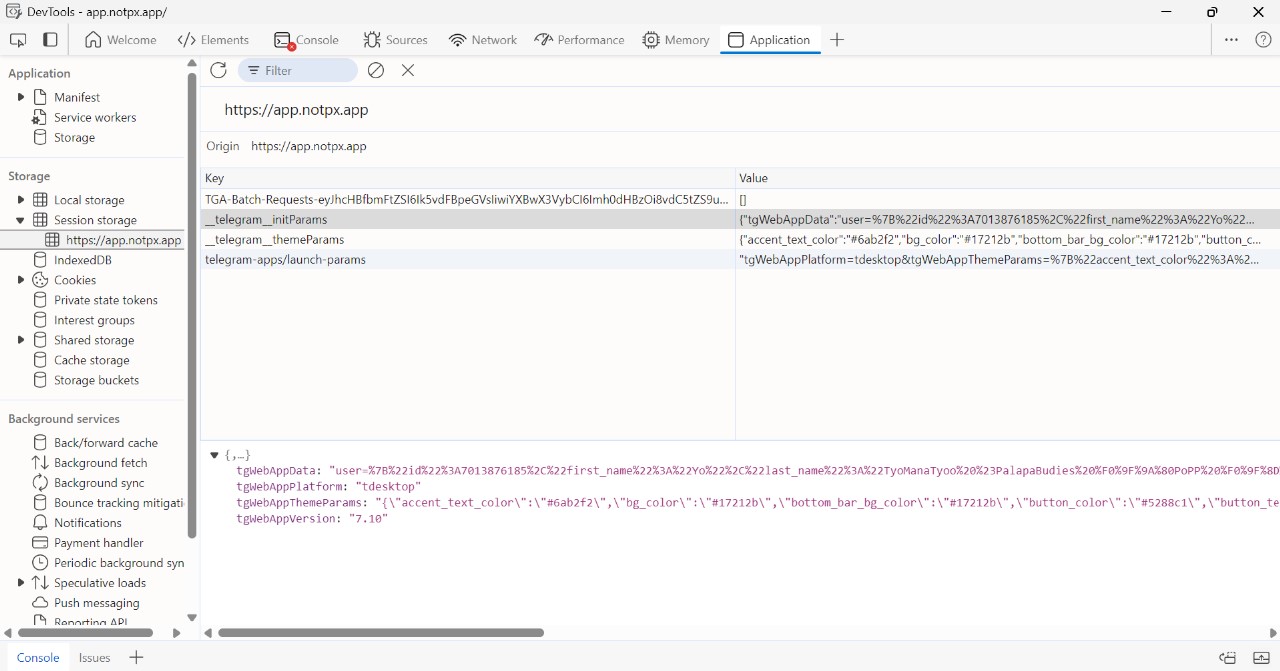 DevTools - app.notpx.app/
Welcome Elements Console Sources Network Performance Memory Application
Filter
Application
Manifest
Service workers
Storage
Storage
Local storage
Session storage
https://app.notpx.app
IndexedDB
Cookies
Private state tokens
Interest groups
Shared storage
Cache storage
Storage buckets
Background services
Back/forward cache
Background fetch
Background sync
Bounce tracking mitigati
Notifications
Payment handler
Periodic background syn
Speculative loads
Push messaging
Reporting API
https://app.notpx.app
Origin https://app.notpx.app
Key Value
TGA-Batch-Requests-eyJhcHBfbmFtZSI6Ik5vdFBpeGVsIiwiYXBwX3VybCI6Imh0dHBzOi8vdC5tZS9u... []
__telegram__initParams {"tgWebAppData":"user=%7B%22id%22%3A7013876185%2C%22first_name%22%3A%22Yo%22...
__telegram__themeParams {"accent_text_color":"#6ab2f2","bg_color":"#17212b","bottom_bar_bg_color":"#17212b","button_c...
telegram-apps/launch-params "tgWebAppPlatform=tdesktop&tgWebAppThemeParams=%7B%22accent_text_color%22%3A%2...
{,…}
tgWebAppData: "user=%7B%22id%22%3A7013876185%2C%22first_name%22%3A%22Yo%22%2C%22last_name%22%3A%22TyoManaTyoo%20%23PalapaBudies%20%F0%9F%9A%80PoPP%20%F0%9F%8D
tgWebAppPlatform: "tdesktop"
tgWebAppThemeParams: "{\"accent_text_color\":\"#6ab2f2\",\"bg_color\":\"#17212b\",\"bottom_bar_bg_color\":\"#17212b\",\"button_color\":\"#5288c1\",\"button_te
tgWebAppVersion: "7.10"
Console Issues